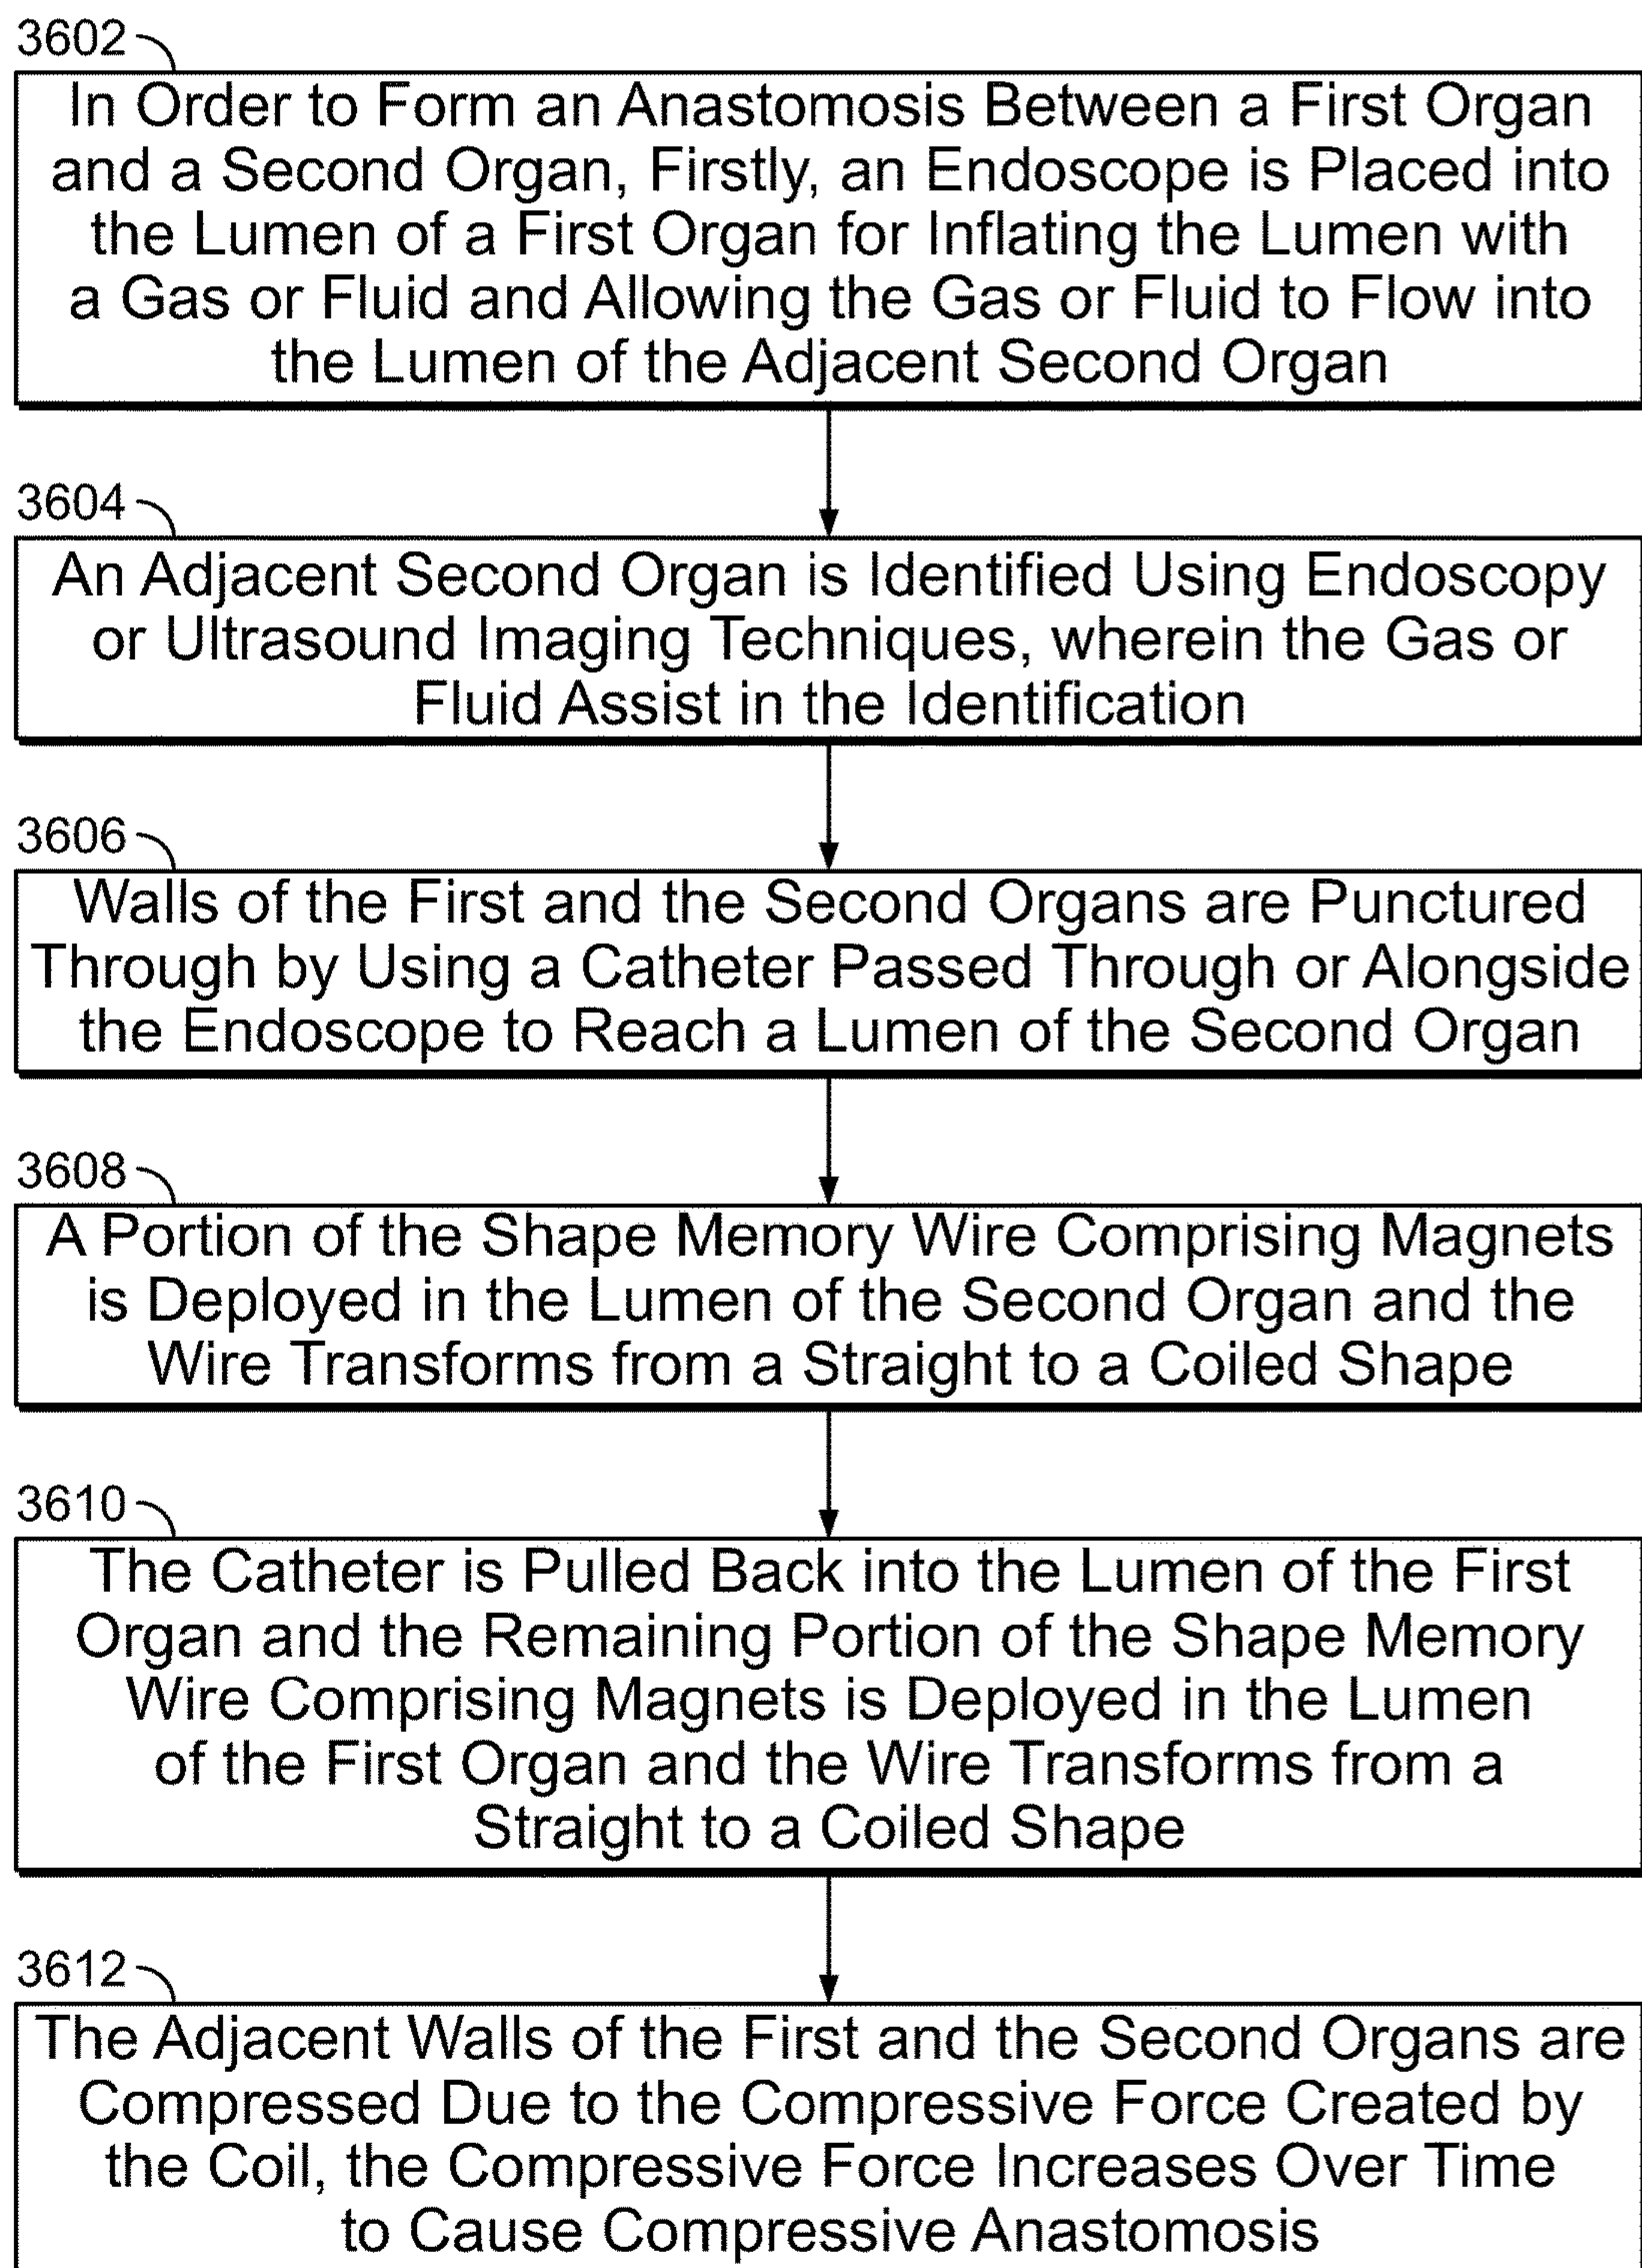 3602
In Order to Form an Anastomosis Between a First Organ
and a Second Organ, Firstly, an Endoscope is Placed into
the Lumen of a First Organ for Inflating the Lumen with
a Gas or Fluid and Allowing the Gas or Fluid to Flow into
the Lumen of the Adjacent Second Organ
3604
An Adjacent Second Organ is Identified Using Endoscopy
or Ultrasound Imaging Techniques, wherein the Gas or
Fluid Assist in the Identification
3606
Walls of the First and the Second Organs are Punctured
Through by Using a Catheter Passed Through or Alongside
the Endoscope to Reach a Lumen of the Second Organ
3608
A Portion of the Shape Memory Wire Comprising Magnets
is Deployed in the Lumen of the Second Organ and the
Wire Transforms from a Straight to a Coiled Shape
3610
The Catheter is Pulled Back into the Lumen of the First
Organ and the Remaining Portion of the Shape Memory
Wire Comprising Magnets is Deployed in the Lumen
of the First Organ and the Wire Transforms from a
Straight to a Coiled Shape
3612
The Adjacent Walls of the First and the Second Organs are
Compressed Due to the Compressive Force Created by
the Coil, the Compressive Force Increases Over Time
to Cause Compressive Anastomosis